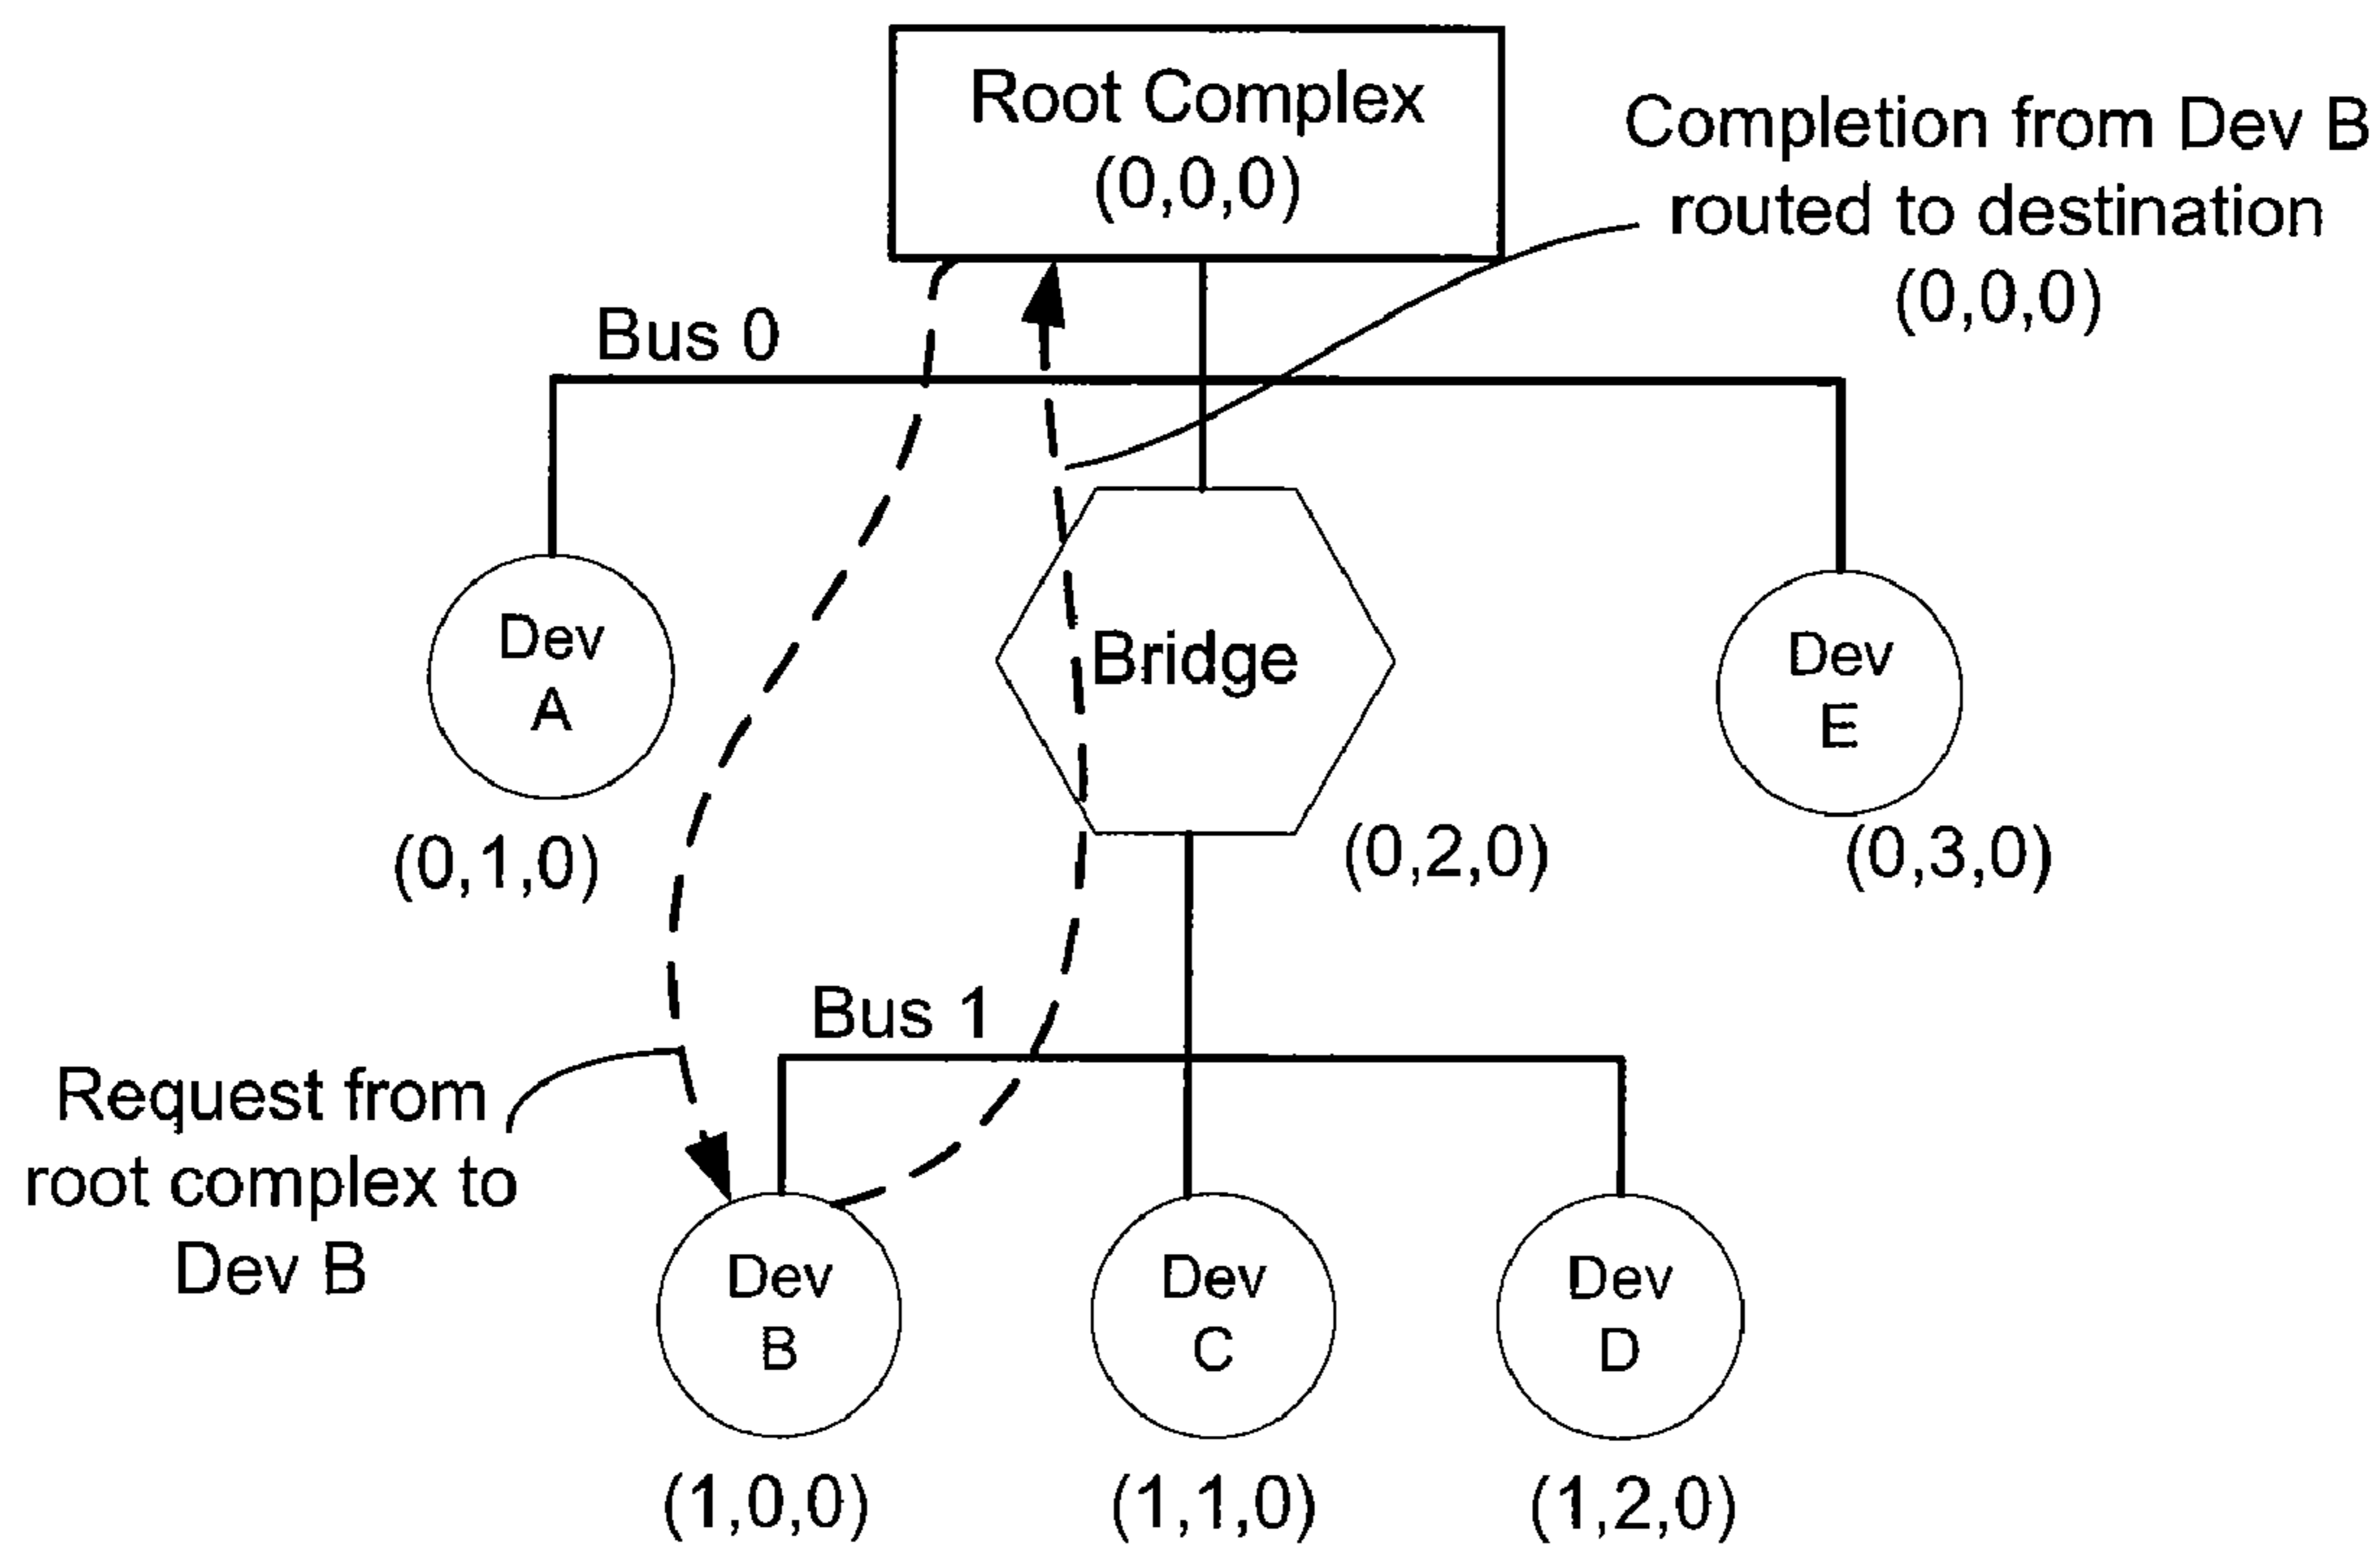 Root Complex
(0,0,0)
Completion from Dev B
routed to destination
(0,0,0)
Bus 0
Dev
A
(0,1,0)
Bridge
(0,2,0)
Dev
E
(0,3,0)
Bus 1
Request from
root complex to
Dev B
Dev
B
(1,0,0)
Dev
C
(1,1,0)
Dev
D
(1,2,0)